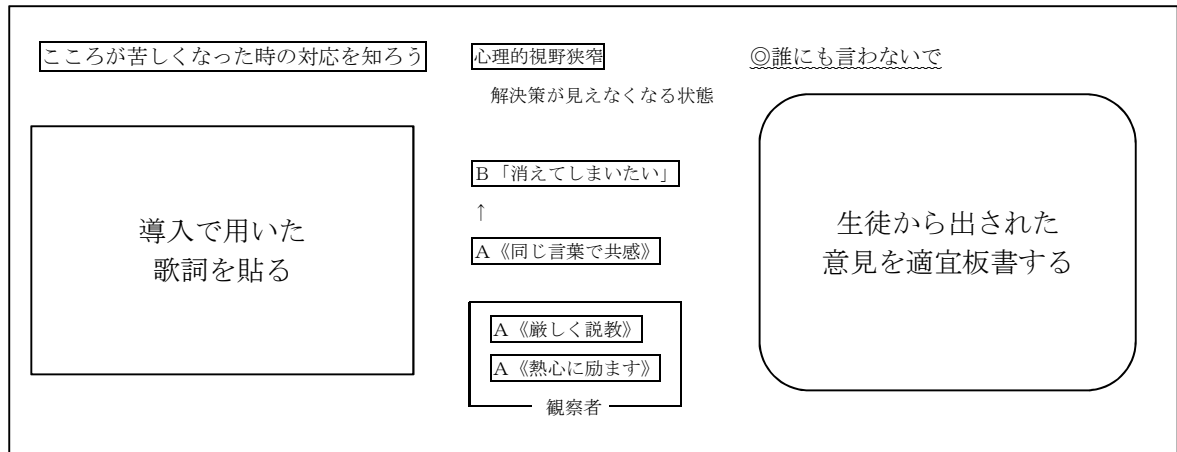 こころが苦しくなった時の対応を知ろう
導入で用いた
歌詞を貼る
心理的視野狭窄
解決策が見えなくなる状態
B「消えてしまいたい」
↑
A《同じ言葉で共感》
A《厳しく説教》
A《熱心に励ます》
観察者
◎誰にも言わないで
生徒から出された
意見を適宜板書する